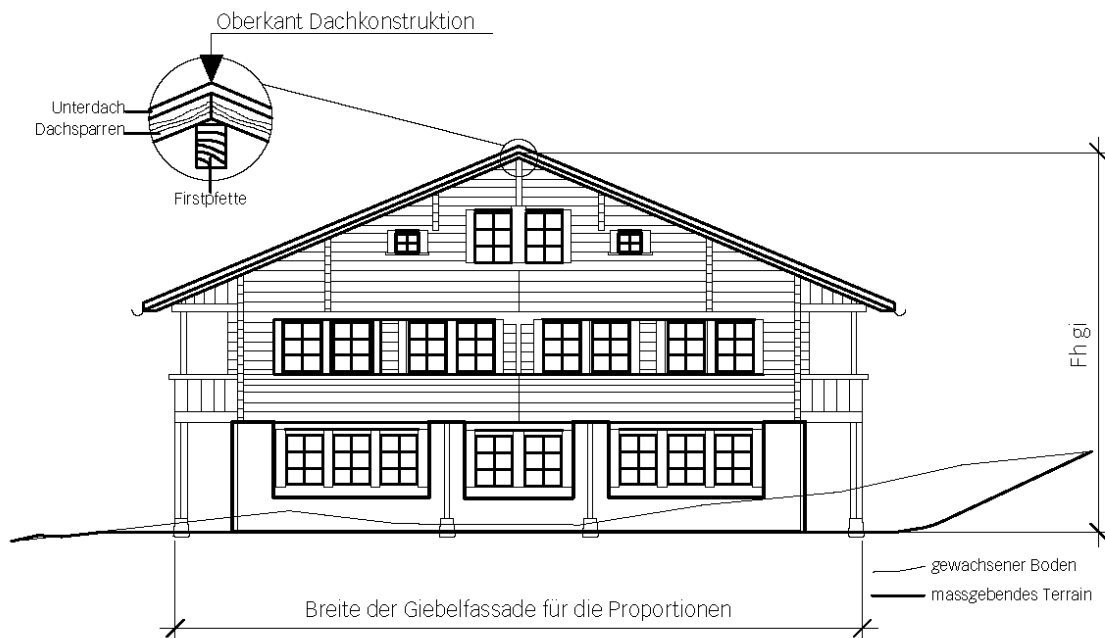 Oberkant Dachkonstruktion
Unterdach
Dachsparren
Firstpfette
Fh gi
gewachsener Boden
massgebendes Terrain
Breite der Giebelfassade für die Proportionen